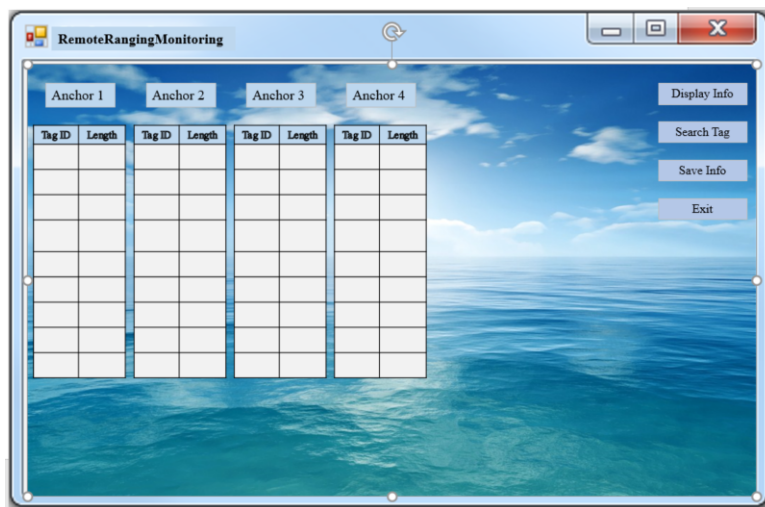 RemoteRangingMonitoring
Anchor 1 Anchor 2 Anchor 3 Anchor 4 Display Info
Tag ID Length Tag ID Length Tag ID Length Tag ID Length Search Tag
Save Info
Exit